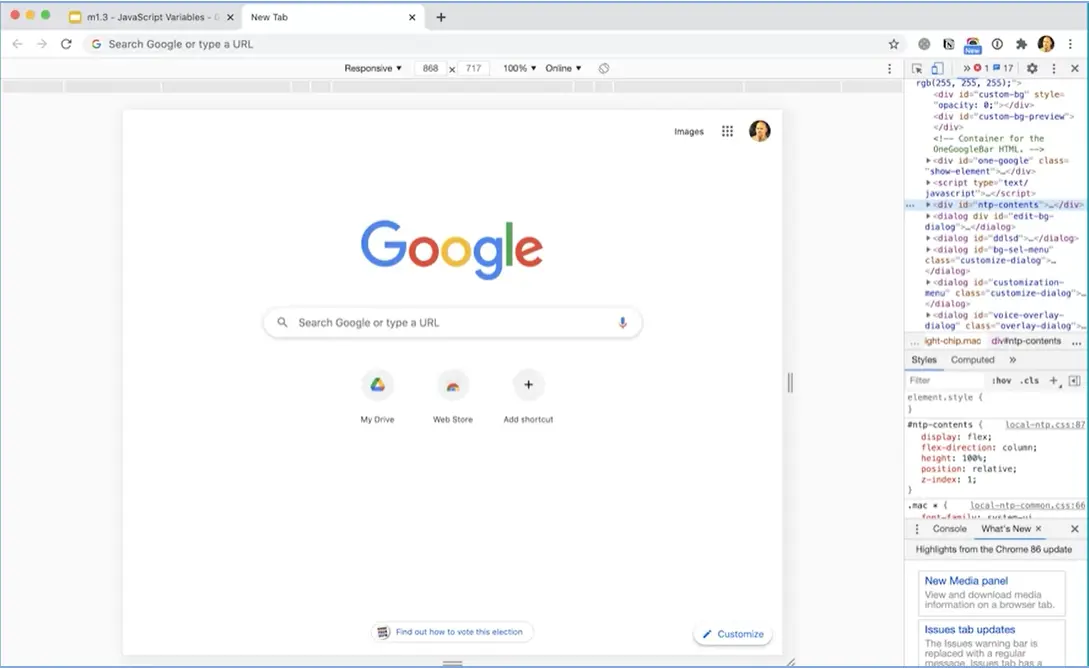 m1.3 - JavaScript Variables - G
New Tab
Search Google or type a URL
New
Responsive
868 x 717
100%
Online
1 17
rgb(255, 255, 255);">
<div id="custom-bg" style=
"opacity: 0;"></div>
<div id="custom-bg-preview">
</div>
<!-- Container for the
OneGoogleBar HTML. -->
<div id="one-google" class=
"show-element">…</div>
<script type="text/
javascript">…</script>
<div id="ntp-contents">…</div>
<dialog div id="edit-bg-
dialog">…</dialog>
<dialog id="ddlsd">…</dialog>
<dialog id="bg-sel-menu"
class="customize-dialog">…
</dialog>
<dialog id="customization-
menu" class="customize-dialog">…
</dialog>
<dialog id="voice-overlay-
dialog" class="overlay-dialog">…
... ight-chip.mac div#ntp-contents ...
Styles Computed »
Filter :hov .cls +
element.style {
}
#ntp-contents { local-ntp.css:87
display: flex;
flex-direction: column;
height: 100%;
position: relative;
z-index: 1;
}
.mac * { local-ntp-common.css:66
font-family: system-ui
Console What's New
Highlights from the Chrome 86 update
New Media panel
View and download media
information on a browser tab.
Issues tab updates
The Issues warning bar is
replaced with a regular
message. Issues tab has a
Images
Google
Search Google or type a URL
My Drive
Web Store
Add shortcut
Find out how to vote this election
Customize